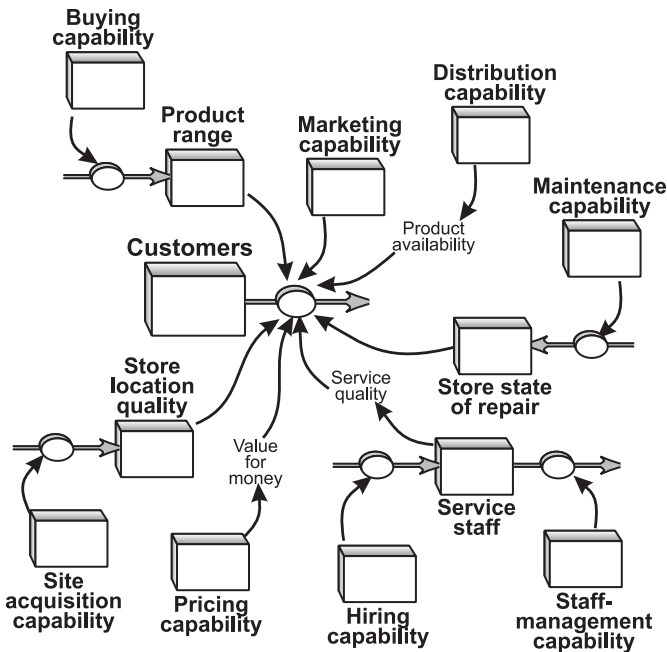 Buying
capability
Product
range
Marketing
capability
Distribution
capability
Maintenance
capability
Product
availability
Customers
Store
location
quality
Service
quality
Store state
of repair
Value
for
money
Service
staff
Site
acquisition
capability
Pricing
capability
Hiring
capability
Staff-
management
capability